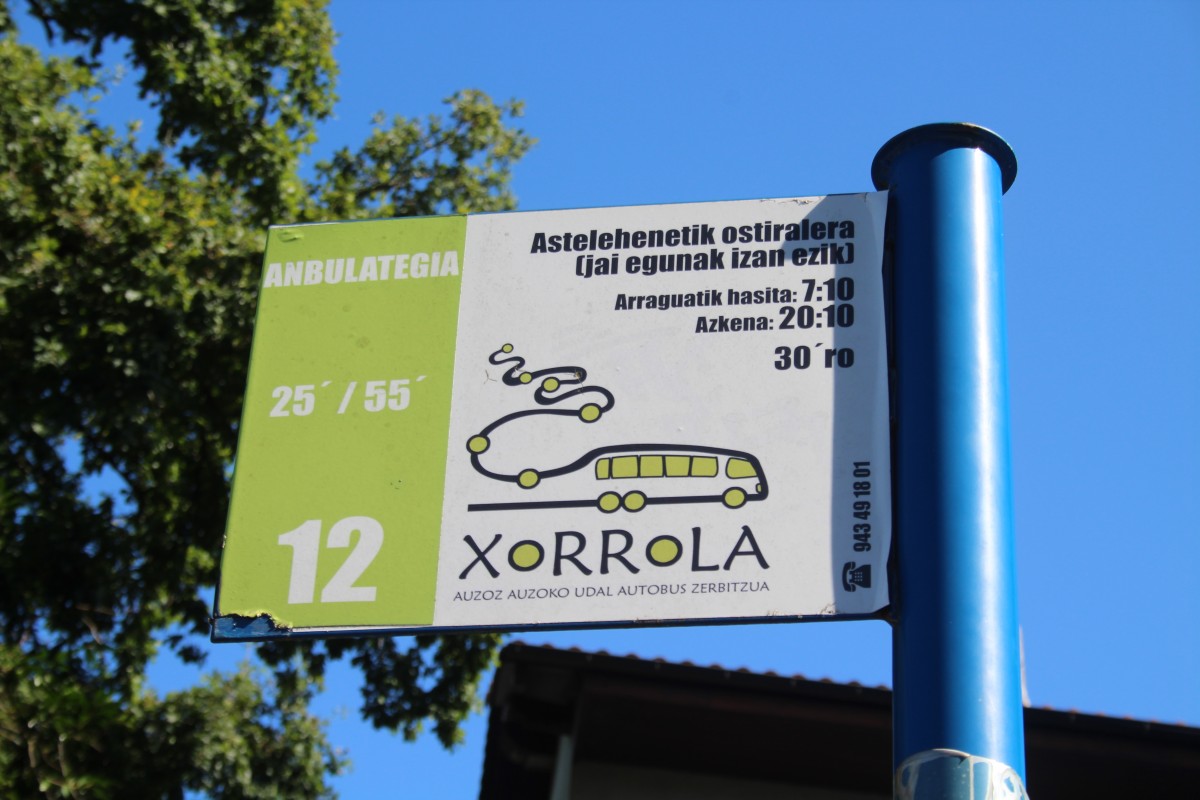 ANBULATEGIA
25´ / 55´
12
Astelehenetik ostiralera
(jai egunak izan ezik)
Arraguatik hasita: 7:10
Azkena: 20:10
30´ro
943 49 18 01
XORROLA
AUZOZ AUZOKO UDAL AUTOBUS ZERBITZUA